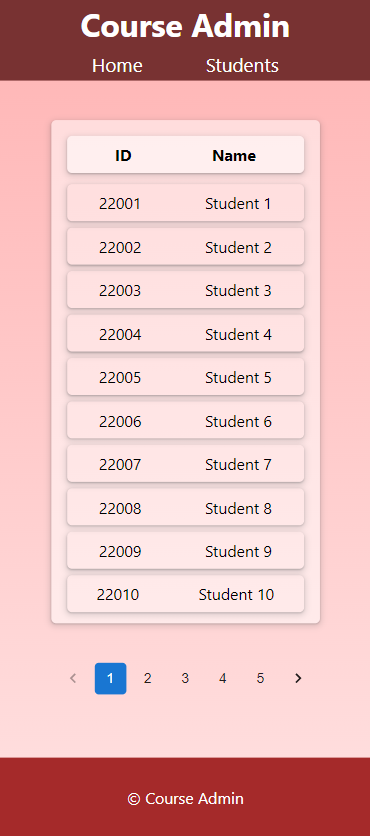 Course Admin
Home Students
ID Name
22001 Student 1
22002 Student 2
22003 Student 3
22004 Student 4
22005 Student 5
22006 Student 6
22007 Student 7
22008 Student 8
22009 Student 9
22010 Student 10
1 2 3 4 5
© Course Admin